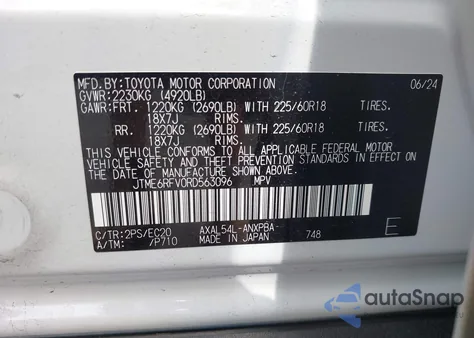 MFD.BY:TOYOTA MOTOR CORPORATION 06/24
GVWR:2230KG (4920LB)
GAWR:FRT. 1220KG (2690LB) WITH 225/60R18 TIRES.
18X7J RIMS.
RR. 1220KG (2690LB) WITH 225/60R18 TIRES.
18X7J RIMS.
THIS VEHICLE CONFORMS TO ALL APPLICABLE FEDERAL MOTOR
VEHICLE SAFETY AND THEFT PREVENTION STANDARDS IN EFFECT ON
THE DATE OF MANUFACTURE SHOWN ABOVE.
JTME6RFV0RD563096 MPV
C/TR:2PS/EC20 AXAL54L-ANXPBA- 748 E
A/TM: /P710 MADE IN JAPAN
autoSnap